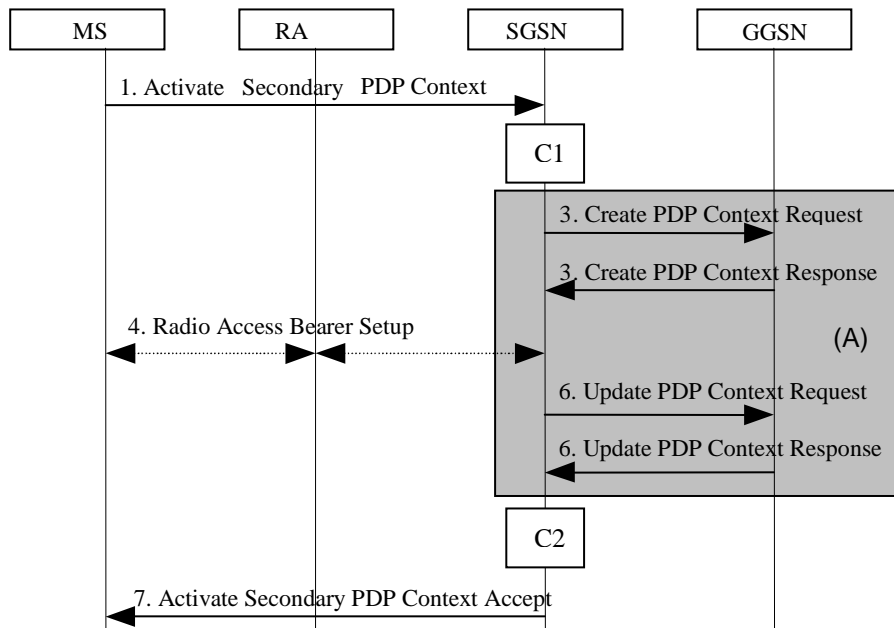 MS RA SGSN GGSN
1. Activate Secondary PDP Context
C1
3. Create PDP Context Request
3. Create PDP Context Response
4. Radio Access Bearer Setup
(A)
6. Update PDP Context Request
6. Update PDP Context Response
C2
7. Activate Secondary PDP Context Accept